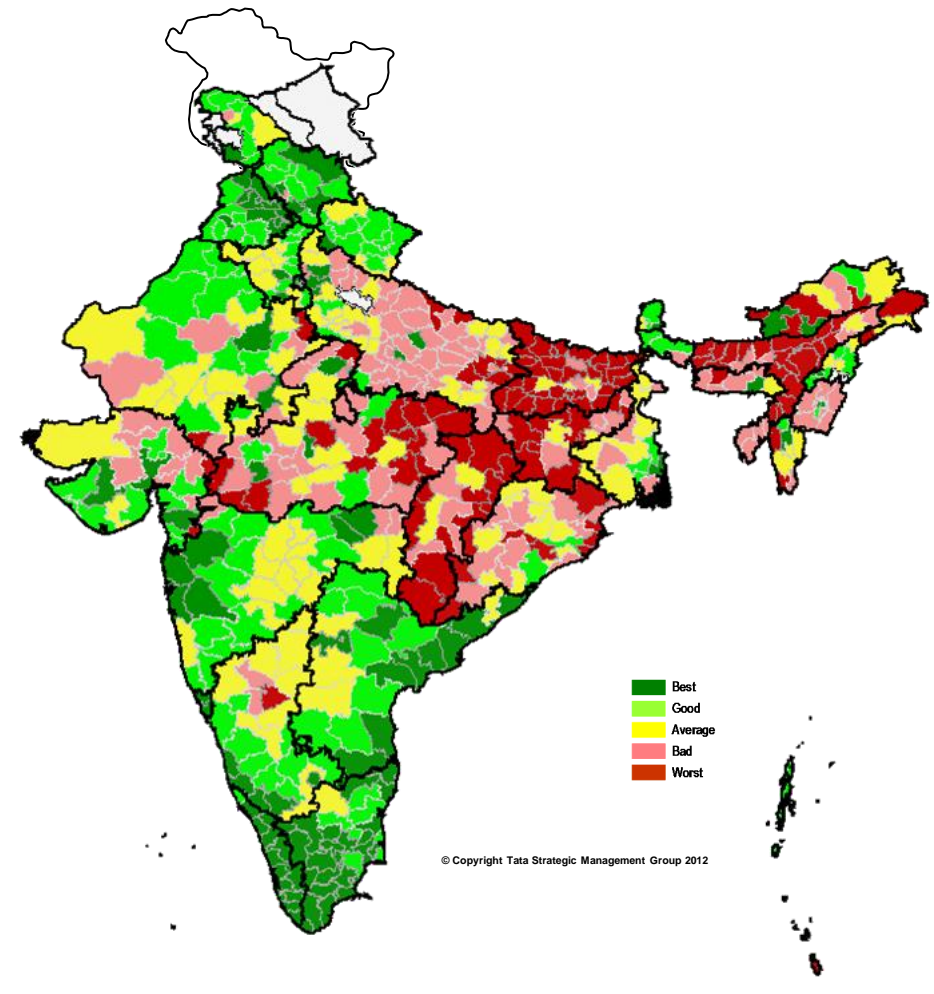 Best
Good
Average
Bad
Worst
© Copyright Tata Strategic Management Group 2012